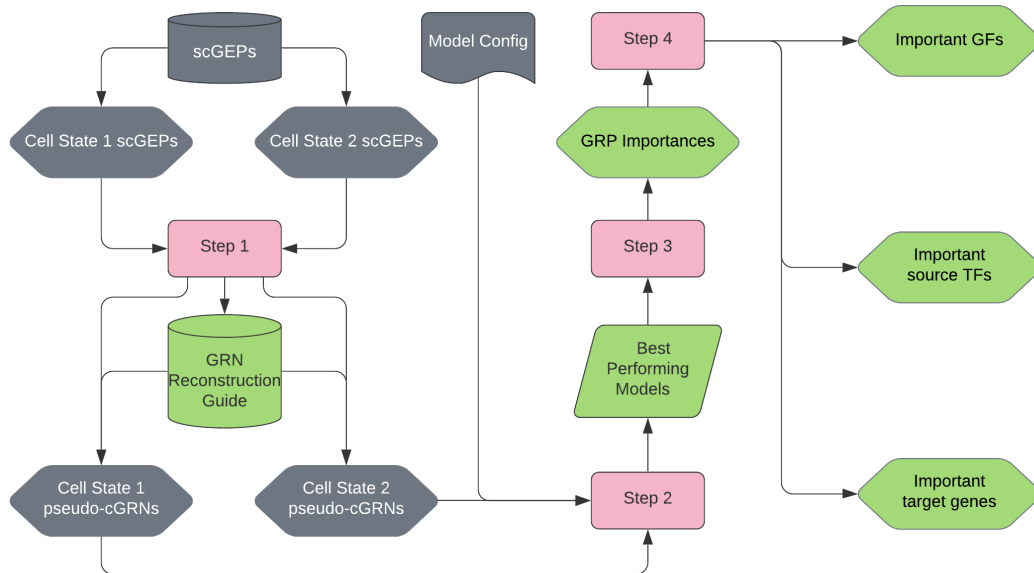 scGEPs
Model Config
Step 4
Important GFs
Cell State 1 scGEPs
Cell State 2 scGEPs
GRP Importances
Step 1
Step 3
Important
source TFs
GRN
Reconstruction
Guide
Best
Performing
Models
Cell State 1
pseudo-cGRNs
Cell State 2
pseudo-cGRNs
Step 2
Important
target genes